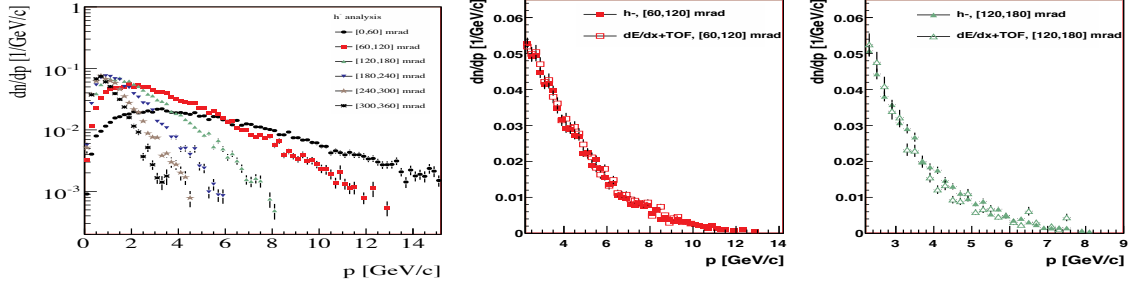 h⁻ analysis
[0,60] mrad
[60,120] mrad
[120,180] mrad
[180,240] mrad
[240,300] mrad
[300,360] mrad
dn/dp [1/GeV/c]
1
10⁻¹
10⁻²
10⁻³
0 2 4 6 8 10 12 14
p [GeV/c]
h-, [60,120] mrad
dE/dx+TOF, [60,120] mrad
dn/dp [1/GeV/c]
0.06
0.05
0.04
0.03
0.02
0.01
0
4 6 8 10 12 14
p [GeV/c]
h-, [120,180] mrad
dE/dx+TOF, [120,180] mrad
dn/dp [1/GeV/c]
0.06
0.05
0.04
0.03
0.02
0.01
0
3 4 5 6 7 8 9
p [GeV/c]